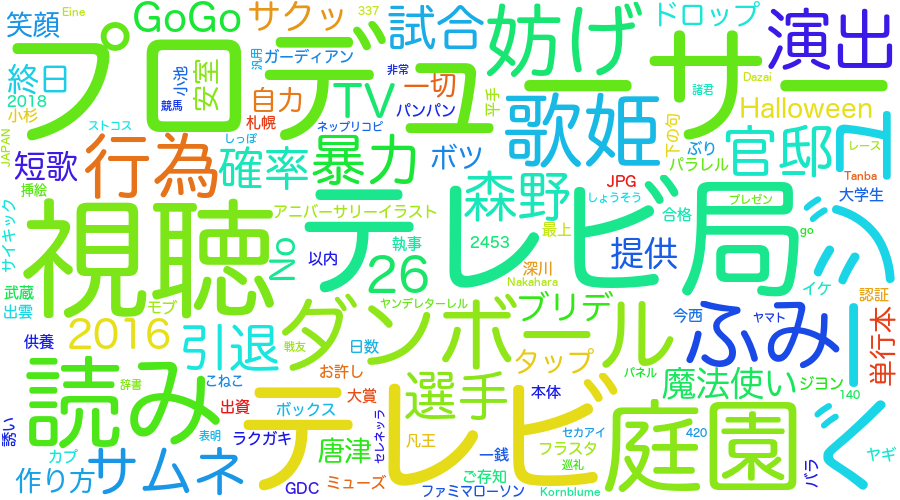 笑顔
Eine
GoGo
サクッ
337
試合
妨げ
ドロップ
演出
プロデューサー
終日
2018
小杉
競馬
小池
安室
汎用
ガーディアン
非常
一切
TV
パンパン
平手
歌姫
Dazai
諸君
Halloween
下の句
官邸
JAPAN
ストコス
短歌
行為
自力
札幌
しっぽ
確率
ネップリコピ
暴力
ボツ
ぶり
パラレル
レース
Tanba
挿絵
JPG
しょうそう
プレゼン
大学生
サイキック
視聴
アニバーサリーイラスト
テレビ局
森野
最上
合格
go
No
執事
2453
以内
26
深川
Nakahara
提供
イケ
認証
武蔵
出雲
モブ
ヤンデレターレル
ブリデ
今西
ヤマト
供養
2016
引退
戦友
日数
ダンボール
ふみ
単行本
読み
辞書
こねこ
お許し
タップ
パネル
魔法使い
ジヨン
140
誘い
表明
出資
大賞
ボックス
本体
選手
カブ
ラクガキ
唐津
セレネッラ
凡王
一銭
セカアイ
フラスタ
420
庭園
ヤギ
作り方
サムネ
テレビ
GDC
ミューズ
ご存知
巡礼
ファミマローソン
Kornblume
パラ